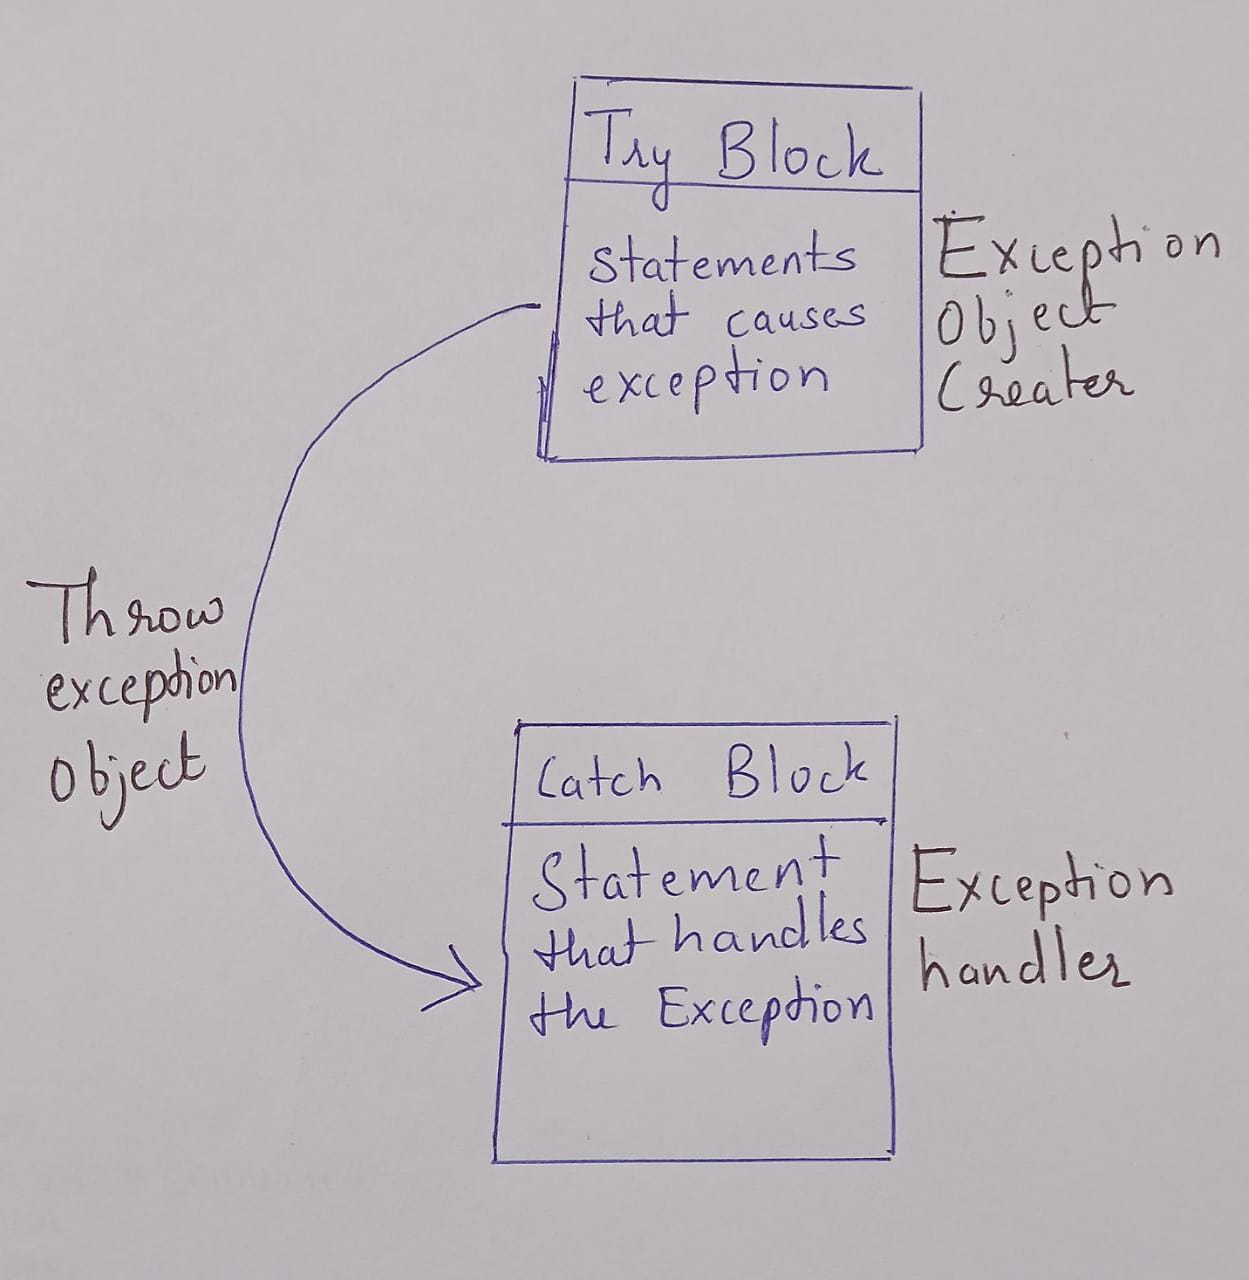 Try Block
Statements
that causes
exception
Exception
Object
Creater
Throw
exception
Object
Catch Block
Statement
that handles
the Exception
Exception
handler